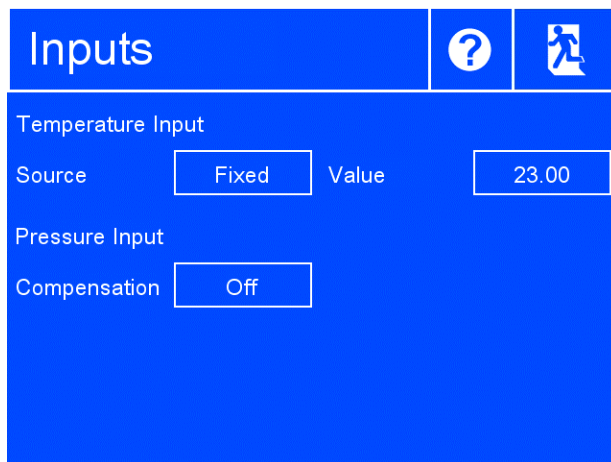 Inputs ?
Temperature Input
Source Fixed Value 23.00
Pressure Input
Compensation Off